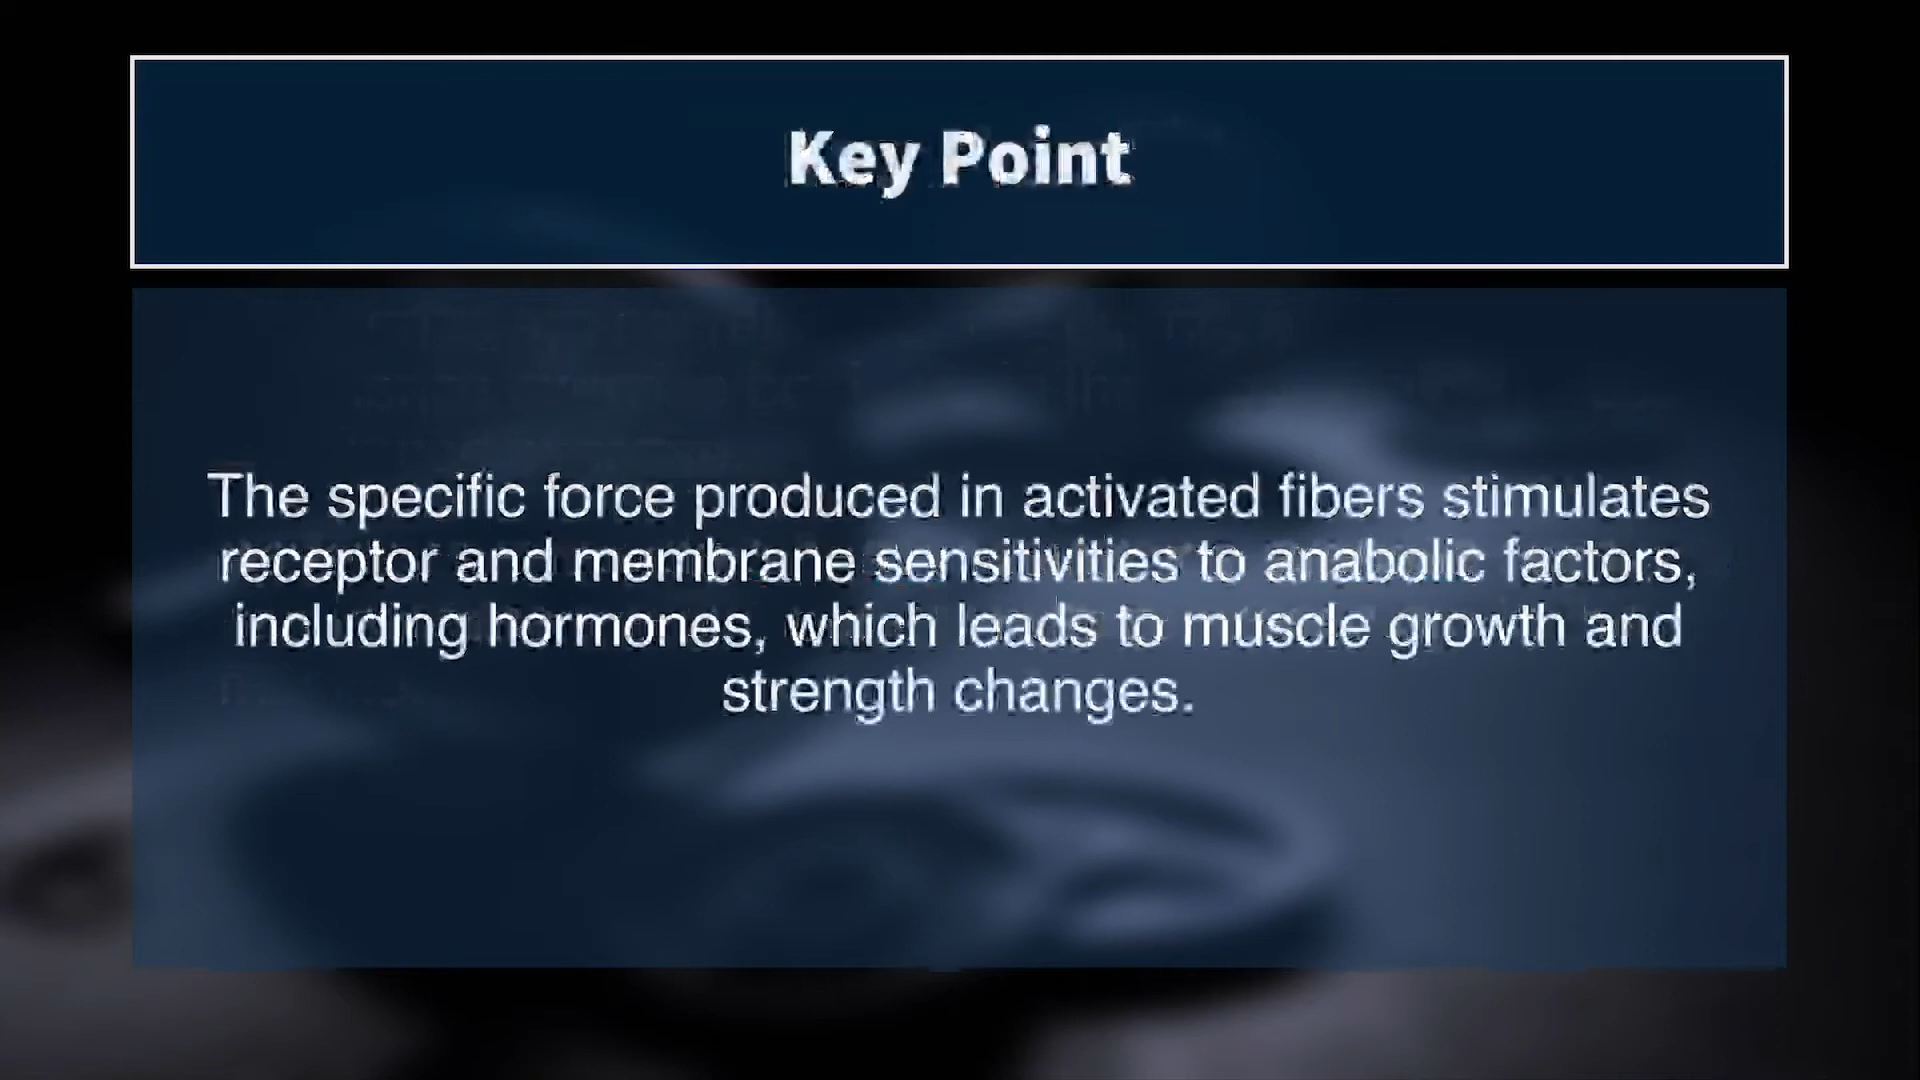 Key Point
The specific force produced in activated fibers stimulates
receptor and membrane sensitivities to anabolic factors,
including hormones, which leads to muscle growth and
strength changes.